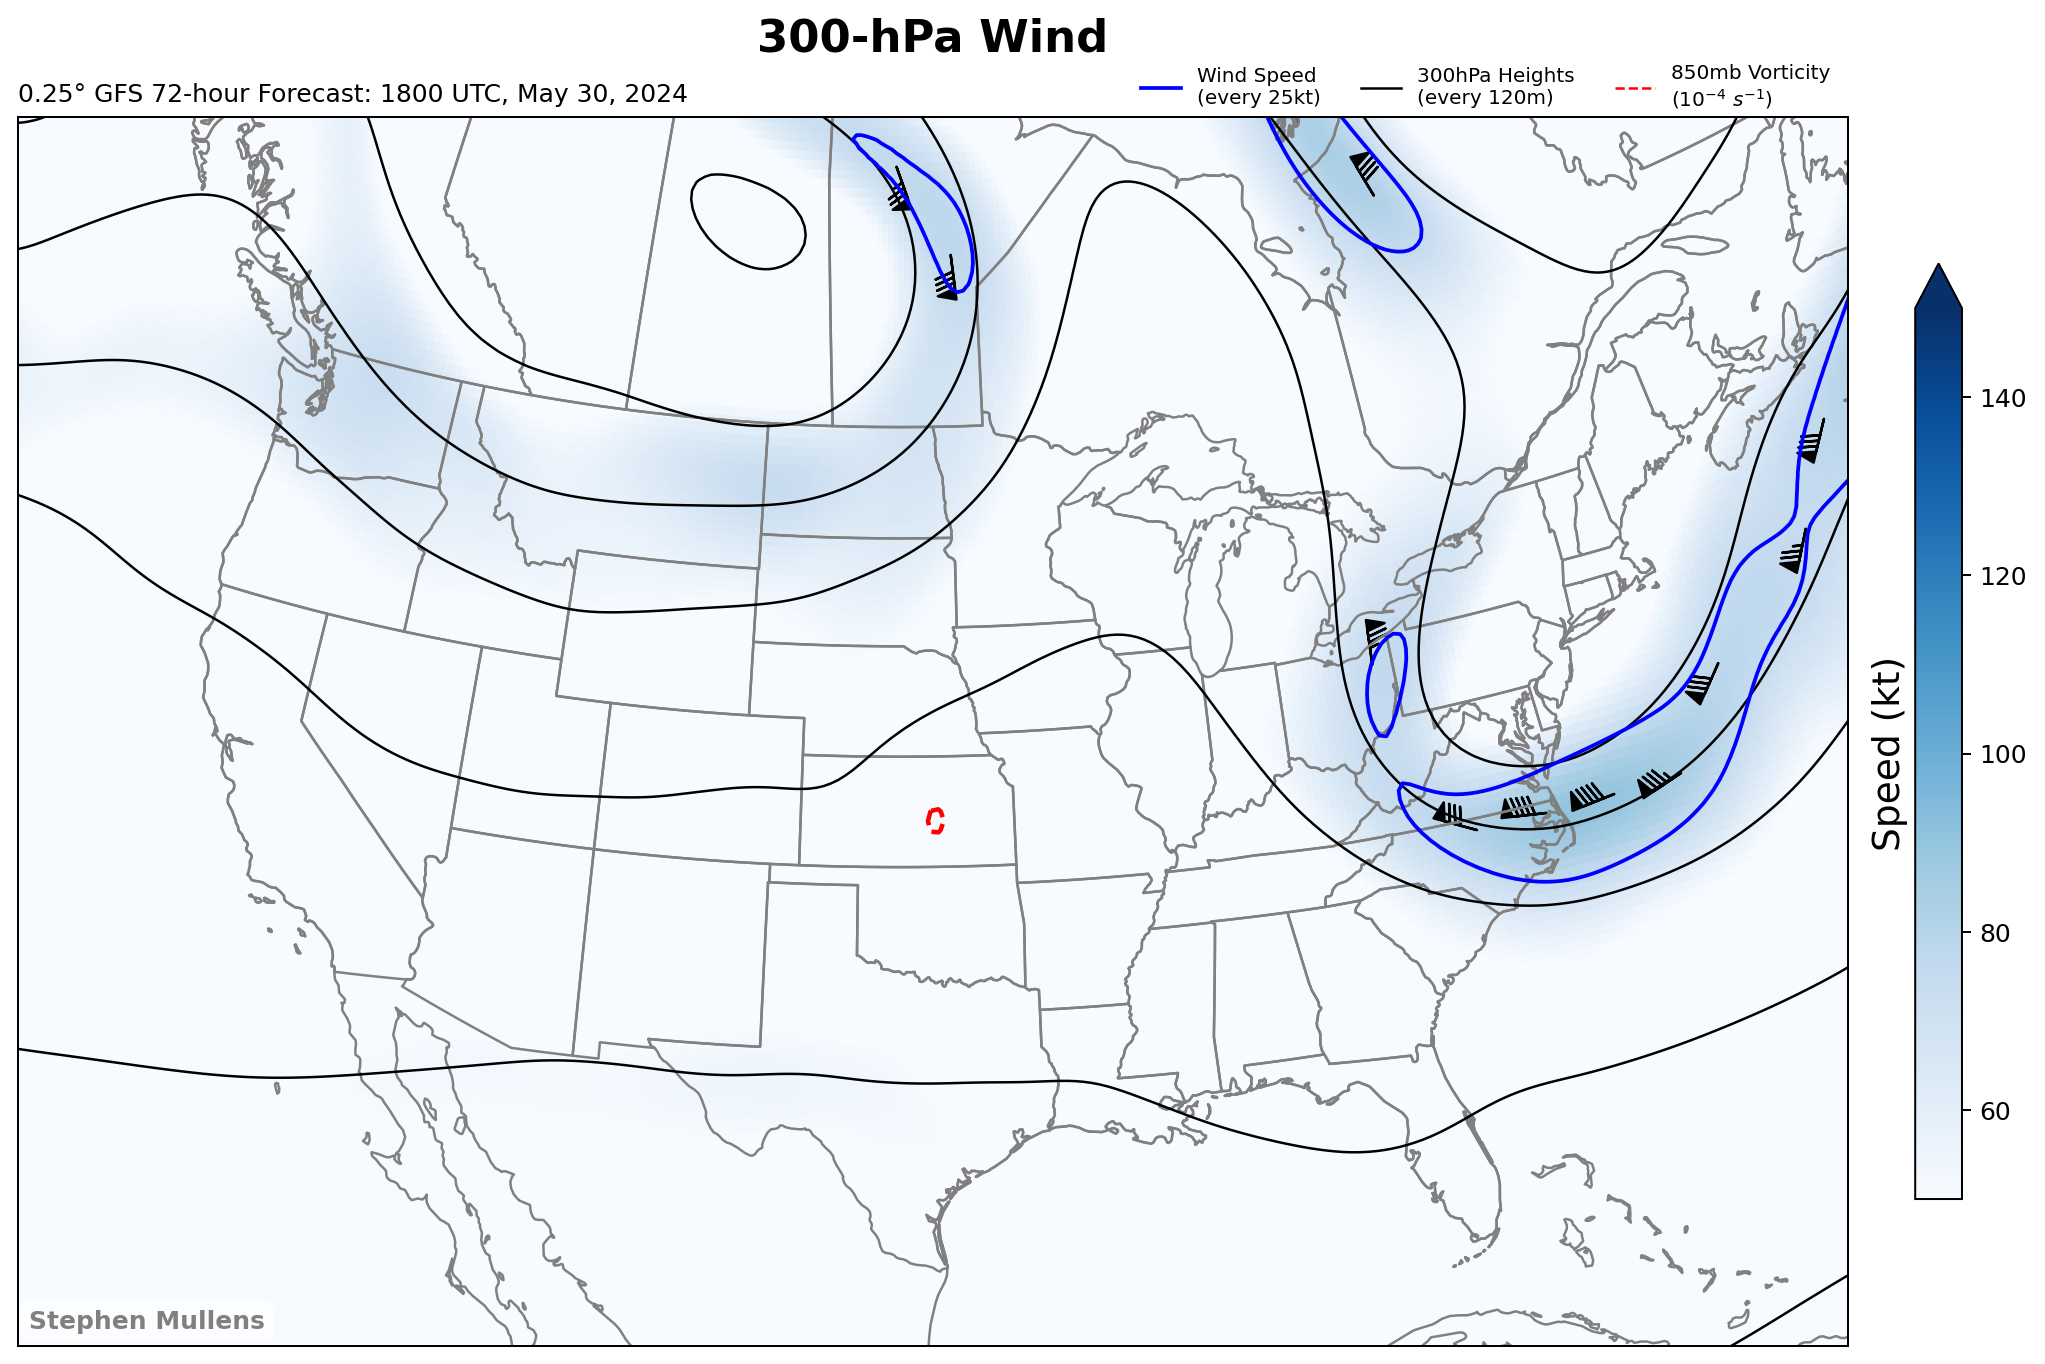 300-hPa Wind
0.25° GFS 72-hour Forecast: 1800 UTC, May 30, 2024
Wind Speed
(every 25kt)
300hPa Heights
(every 120m)
850mb Vorticity
(10⁻⁴ s⁻¹)
140
120
100
80
60
Speed (kt)
Stephen Mullens